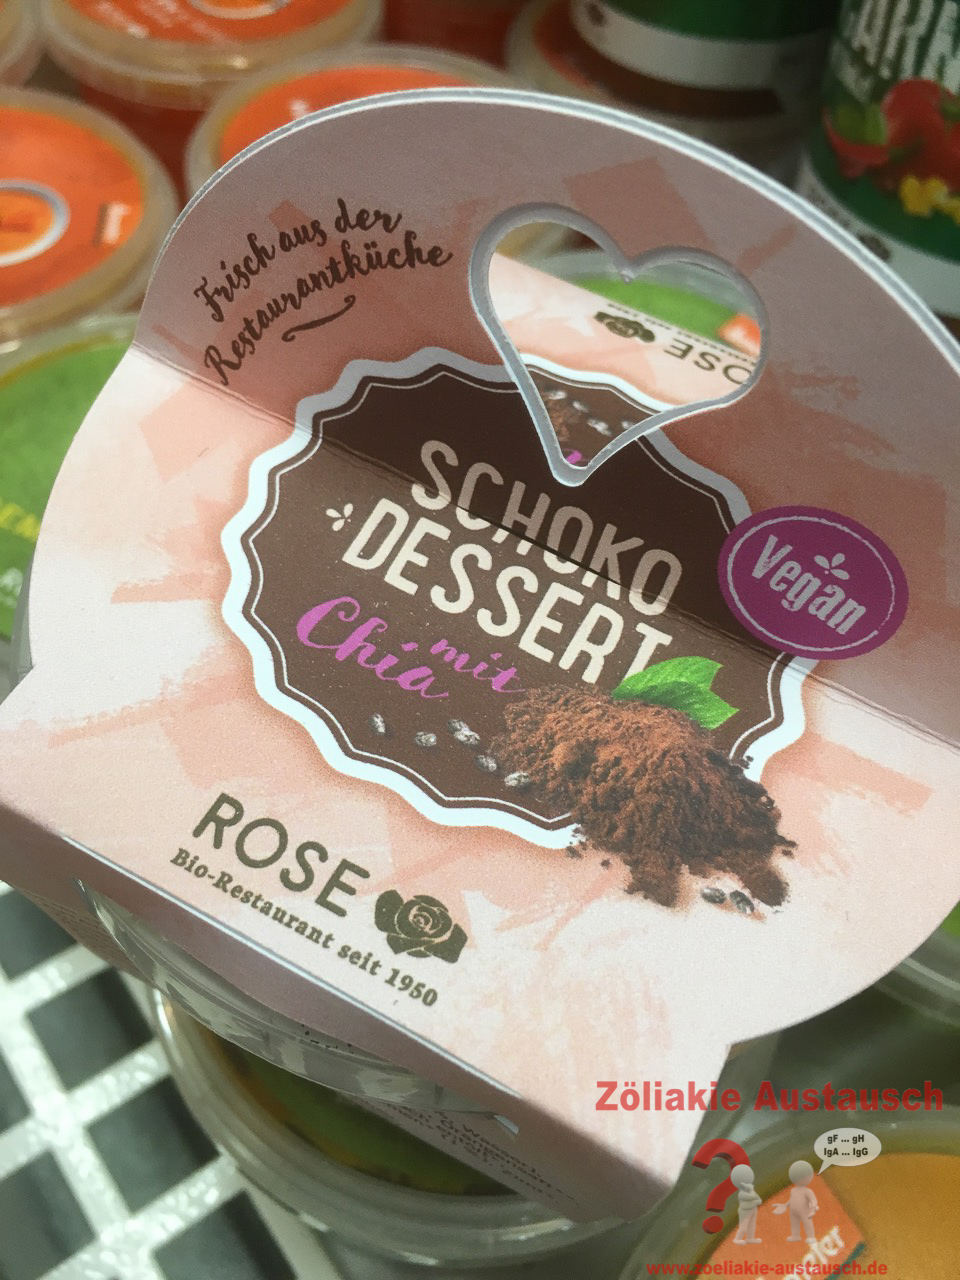 Frisch aus der
Restaurantküche
ROSE
SCHOKO
DESSERT
mit
Chia
Vegan
ROSE
Bio-Restaurant seit 1950
Zöliakie Austausch
gF ... gH
IgA ... IgG
www.zoeliakie-austausch.de